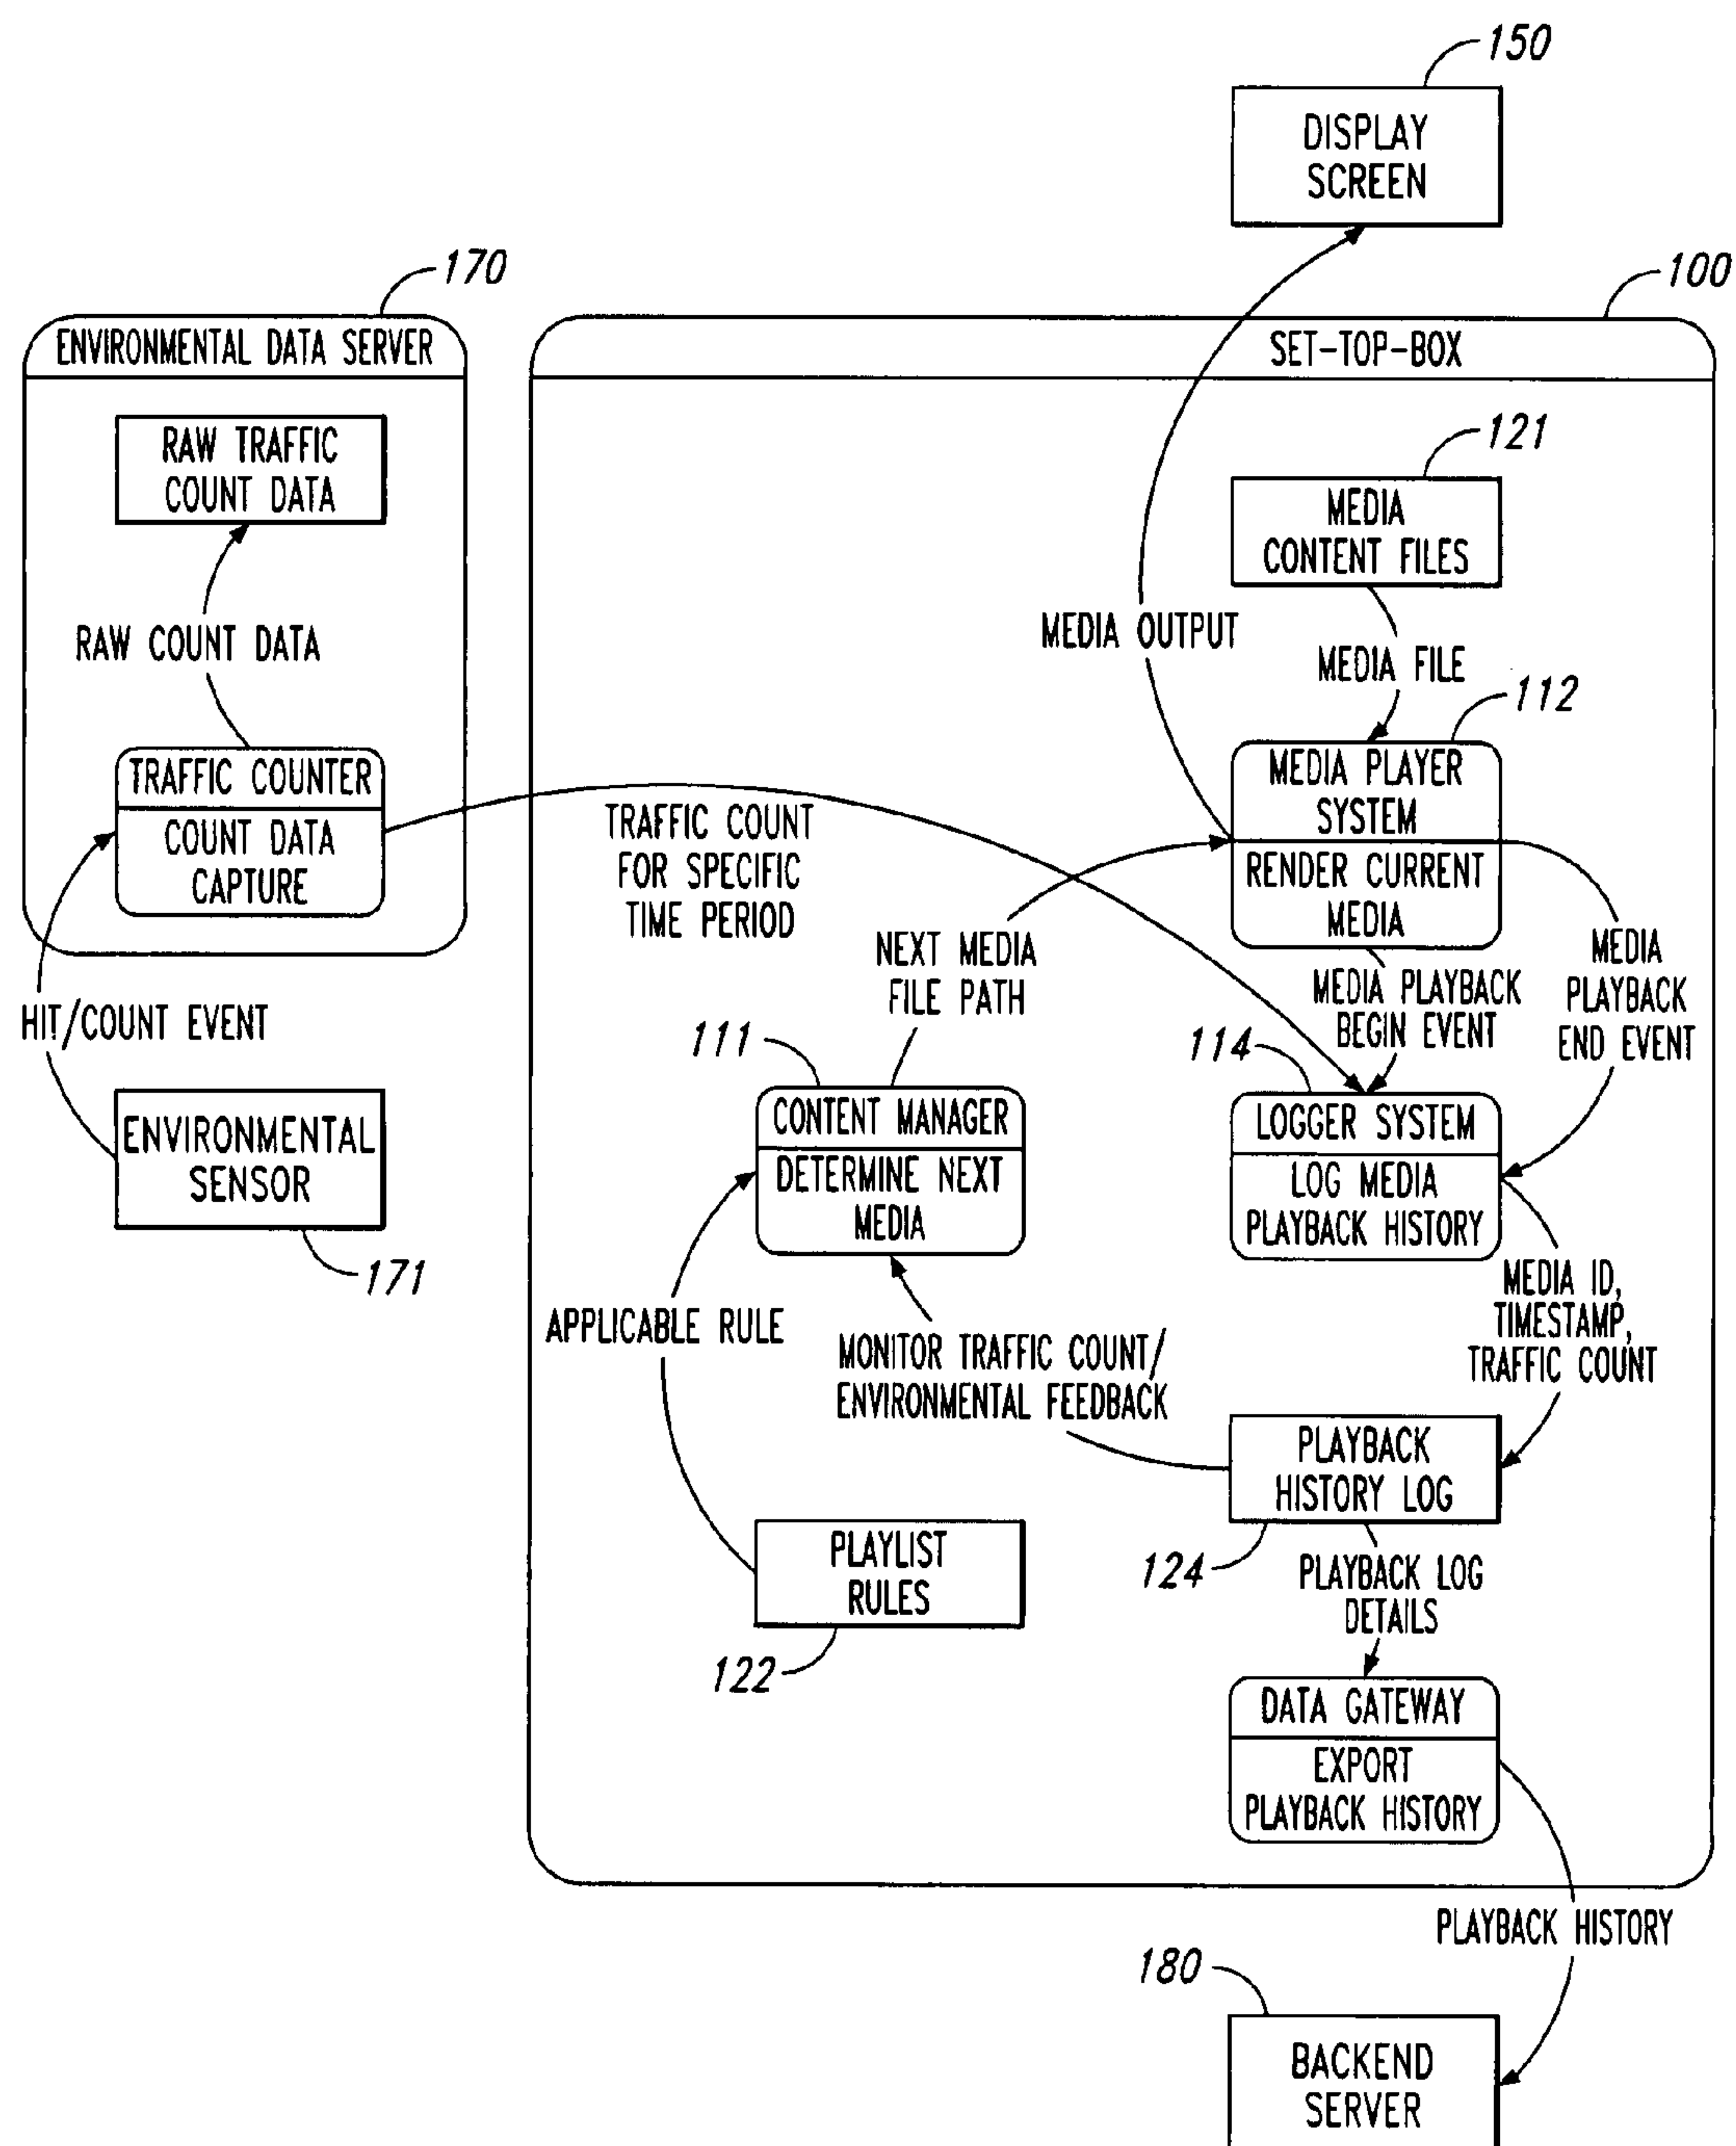 150
DISPLAY
SCREEN
170
100
ENVIRONMENTAL DATA SERVER
SET-TOP-BOX
RAW TRAFFIC
COUNT DATA
121
MEDIA
CONTENT FILES
RAW COUNT DATA
MEDIA OUTPUT
MEDIA FILE
112
TRAFFIC COUNTER
COUNT DATA
CAPTURE
MEDIA PLAYER
SYSTEM
RENDER CURRENT
MEDIA
TRAFFIC COUNT
FOR SPECIFIC
TIME PERIOD
NEXT MEDIA
FILE PATH
MEDIA PLAYBACK
BEGIN EVENT
MEDIA
PLAYBACK
END EVENT
HIT/COUNT EVENT
111
114
ENVIRONMENTAL
SENSOR
171
CONTENT MANAGER
DETERMINE NEXT
MEDIA
LOGGER SYSTEM
LOG MEDIA
PLAYBACK HISTORY
APPLICABLE RULE
MONITOR TRAFFIC COUNT/
ENVIRONMENTAL FEEDBACK
MEDIA ID,
TIMESTAMP,
TRAFFIC COUNT
PLAYBACK
HISTORY LOG
124
PLAYLIST
RULES
122
PLAYBACK LOG
DETAILS
DATA GATEWAY
EXPORT
PLAYBACK HISTORY
PLAYBACK HISTORY
180
BACKEND
SERVER